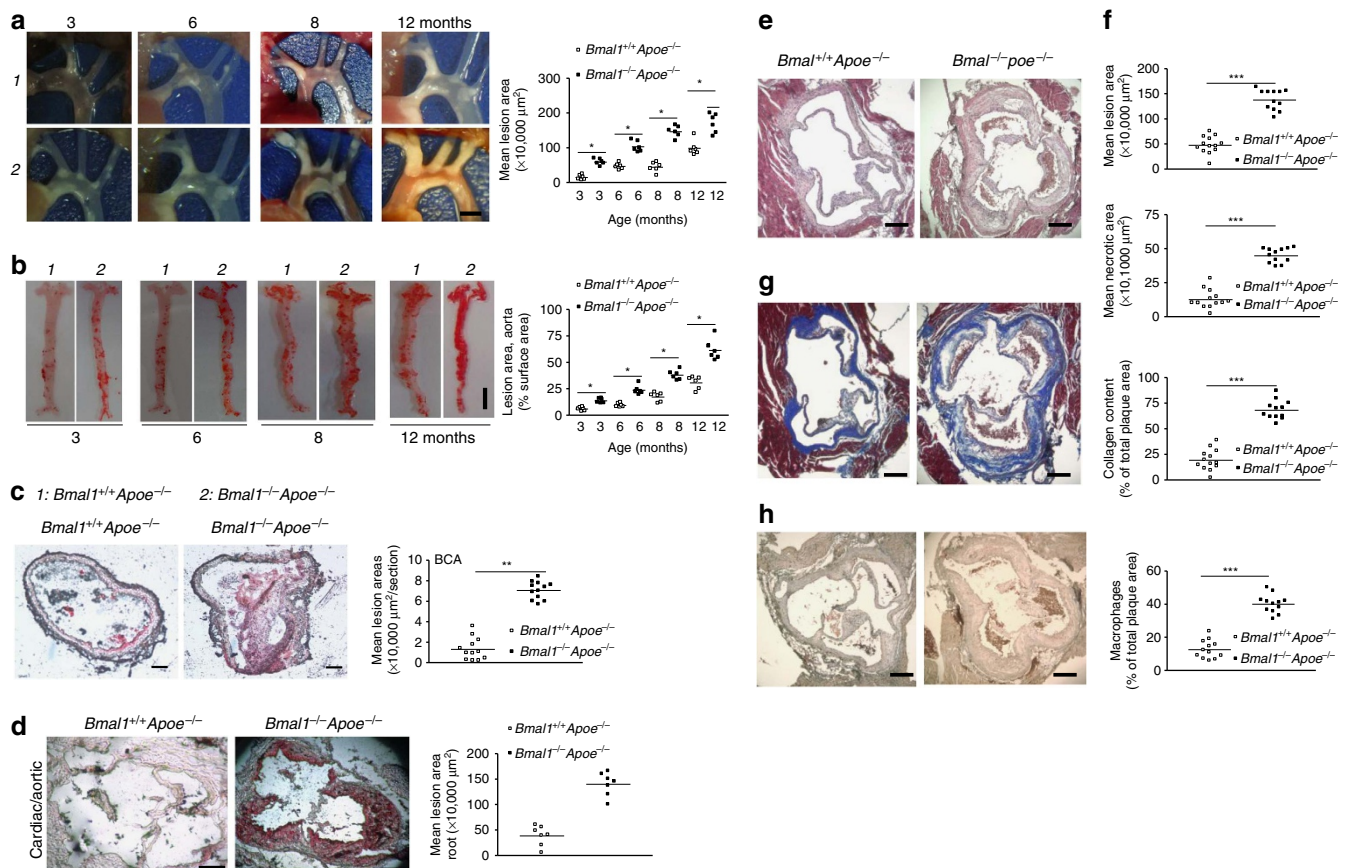 a
3 6 8 12 months
1
2
Bmal1+/+Apoe−/−
Bmal1−/−Apoe−/−
Mean lesion area
(×10,000 μm²)
300
200
100
0
* * * *
3 3 6 6 8 8 12 12
Age (months)
b
1 2 1 2 1 2 1 2
3 6 8 12 months
Bmal1+/+Apoe−/−
Bmal1−/−Apoe−/−
Lesion area, aorta
(% surface area)
100
75
50
25
0
* * * *
3 3 6 6 8 8 12 12
Age (months)
c
1: Bmal1+/+Apoe−/− 2: Bmal1−/−Apoe−/−
Bmal1+/+Apoe−/− Bmal1−/−Apoe−/−
Mean lesion areas
(×10,000 μm²/section)
10
8
6
4
2
0
BCA
**
Bmal1+/+Apoe−/−
Bmal1−/−Apoe−/−
d
Bmal1+/+Apoe−/− Bmal1−/−Apoe−/−
Cardiac/aortic
Bmal1+/+Apoe−/−
Bmal1−/−Apoe−/−
Mean lesion area
root (×10,000 μm²)
200
150
100
50
0
e
Bmal+/+Apoe−/− Bmal−/−poe−/−
f
Mean lesion area
(×10,000 μm²)
200
150
100
50
0
***
Bmal1+/+Apoe−/−
Bmal1−/−Apoe−/−
Mean necrotic area
(×10,1000 μm²)
75
50
25
0
***
Bmal1+/+Apoe−/−
Bmal1−/−Apoe−/−
g
*
Collagen content
(% of total plaque area)
100
75
50
25
0
***
Bmal1+/+Apoe−/−
Bmal1−/−Apoe−/−
h
Macrophages
(% of total plaque area)
60
40
20
0
***
Bmal1+/+Apoe−/−
Bmal1−/−Apoe−/−